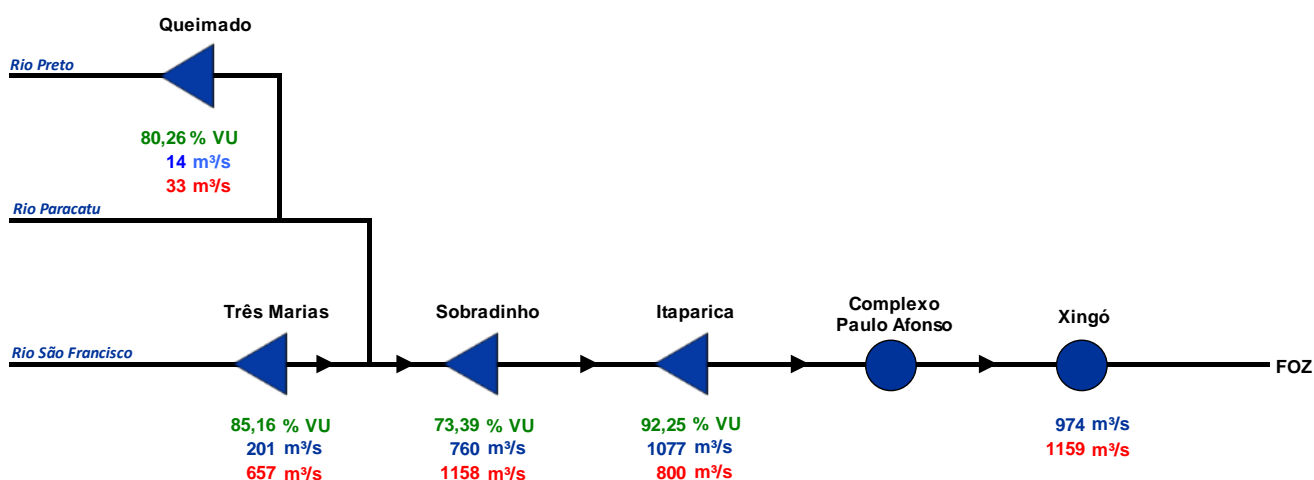 Queimado
Rio Preto
80,26 % VU
14 m³/s
33 m³/s
Rio Paracatu
Três Marias
Sobradinho
Itaparica
Complexo
Paulo Afonso
Xingó
Rio São Francisco
FOZ
85,16 % VU
201 m³/s
657 m³/s
73,39 % VU
760 m³/s
1158 m³/s
92,25 % VU
1077 m³/s
800 m³/s
974 m³/s
1159 m³/s